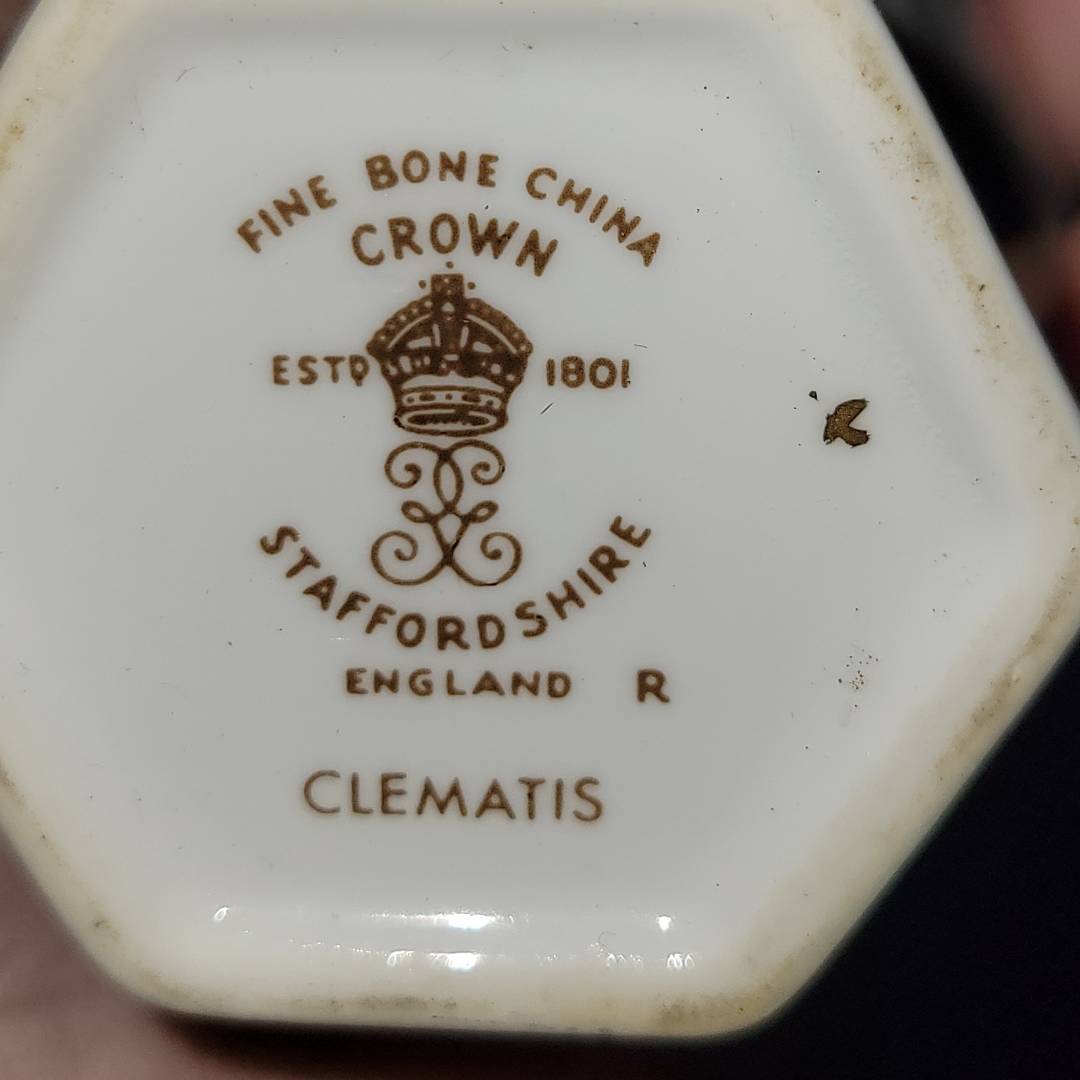 FINE BONE CHINA
CROWN
ESTD 1801
STAFFORDSHIRE
ENGLAND R
CLEMATIS